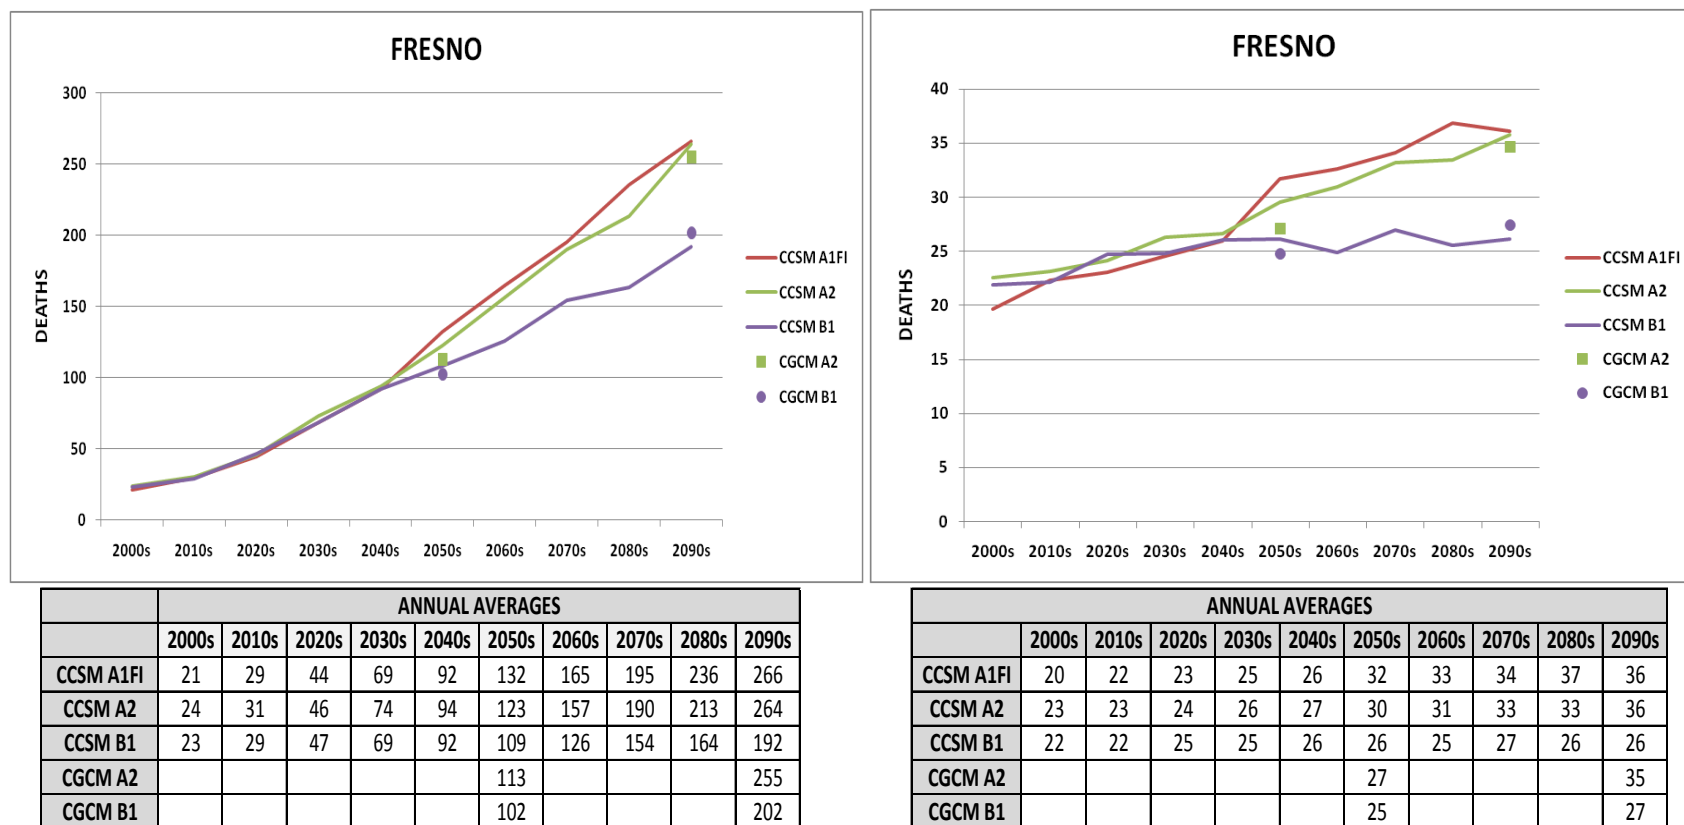 FRESNO
300
250
200
150
100
50
0
DEATHS
2000s 2010s 2020s 2030s 2040s 2050s 2060s 2070s 2080s 2090s
CCSM A1FI
CCSM A2
CCSM B1
CGCM A2
CGCM B1
ANNUAL AVERAGES
2000s 2010s 2020s 2030s 2040s 2050s 2060s 2070s 2080s 2090s
CCSM A1FI 21 29 44 69 92 132 165 195 236 266
CCSM A2 24 31 46 74 94 123 157 190 213 264
CCSM B1 23 29 47 69 92 109 126 154 164 192
CGCM A2 113 255
CGCM B1 102 202
FRESNO
40
35
30
25
20
15
10
5
0
DEATHS
2000s 2010s 2020s 2030s 2040s 2050s 2060s 2070s 2080s 2090s
CCSM A1FI
CCSM A2
CCSM B1
CGCM A2
CGCM B1
ANNUAL AVERAGES
2000s 2010s 2020s 2030s 2040s 2050s 2060s 2070s 2080s 2090s
CCSM A1FI 20 22 23 25 26 32 33 34 37 36
CCSM A2 23 23 24 26 27 30 31 33 33 36
CCSM B1 22 22 25 25 26 26 25 27 26 26
CGCM A2 27 35
CGCM B1 25 27